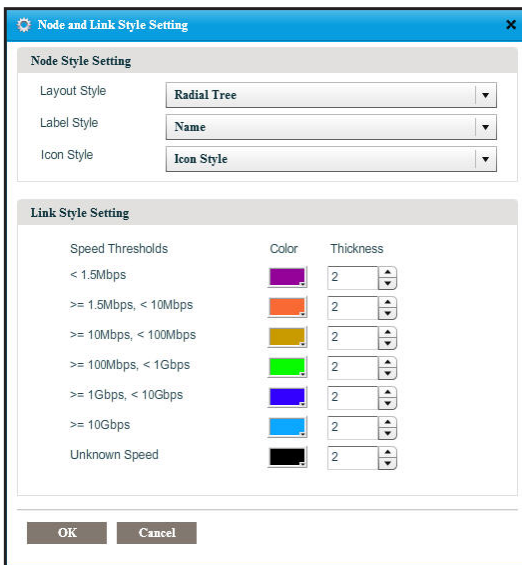 Node and Link Style Setting
Node Style Setting
Layout Style Radial Tree
Label Style Name
Icon Style Icon Style
Link Style Setting
Speed Thresholds Color Thickness
< 1.5Mbps 2
>= 1.5Mbps, < 10Mbps 2
>= 10Mbps, < 100Mbps 2
>= 100Mbps, < 1Gbps 2
>= 1Gbps, < 10Gbps 2
>= 10Gbps 2
Unknown Speed 2
OK Cancel